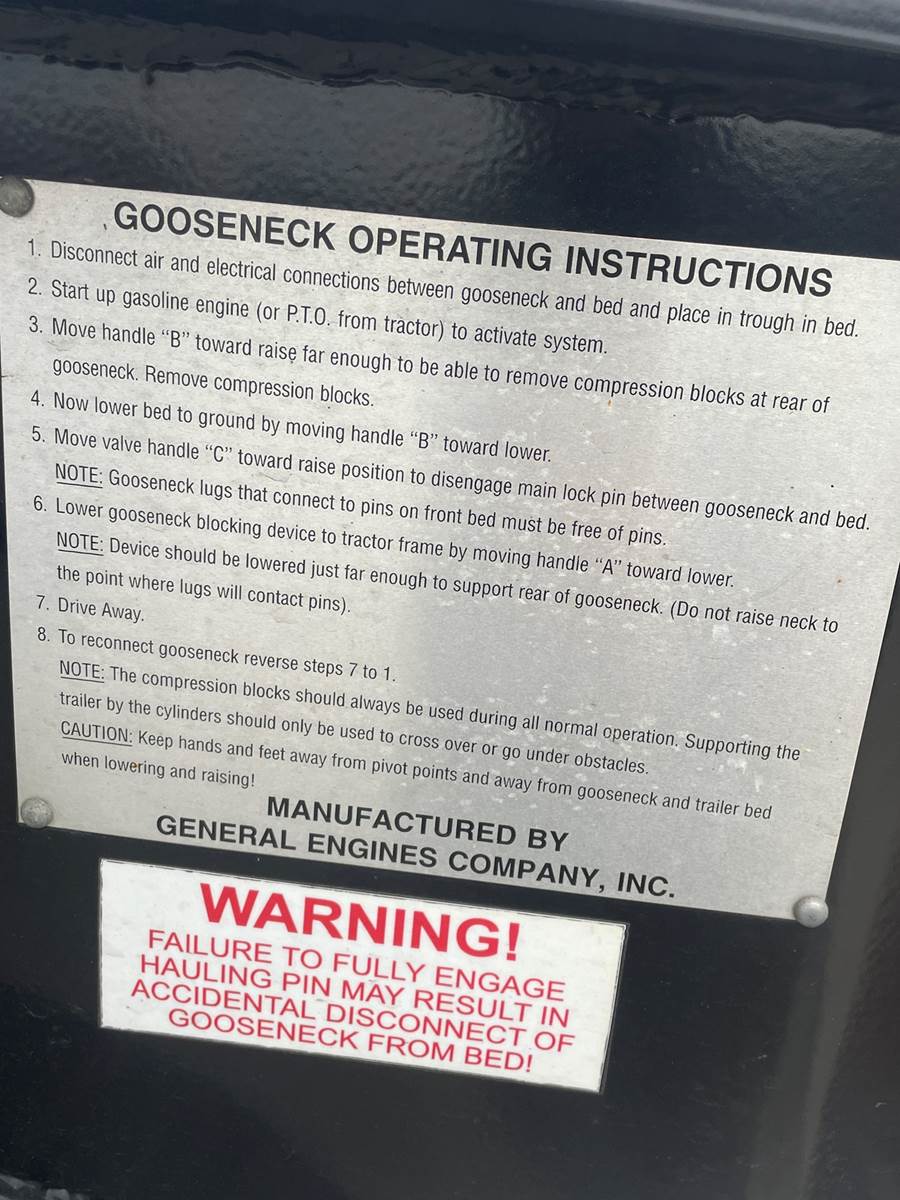 GOOSENECK OPERATING INSTRUCTIONS
1. Disconnect air and electrical connections between gooseneck and bed and place in trough in bed.
2. Start up gasoline engine (or P.T.O. from tractor) to activate system.
3. Move handle “B” toward raise far enough to be able to remove compression blocks at rear of
gooseneck. Remove compression blocks.
4. Now lower bed to ground by moving handle “B” toward lower.
5. Move valve handle “C” toward raise position to disengage main lock pin between gooseneck and bed.
NOTE: Gooseneck lugs that connect to pins on front bed must be free of pins.
6. Lower gooseneck blocking device to tractor frame by moving handle “A” toward lower.
NOTE: Device should be lowered just far enough to support rear of gooseneck. (Do not raise neck to
the point where lugs will contact pins).
7. Drive Away.
8. To reconnect gooseneck reverse steps 7 to 1.
NOTE: The compression blocks should always be used during all normal operation. Supporting the
trailer by the cylinders should only be used to cross over or go under obstacles.
CAUTION: Keep hands and feet away from pivot points and away from gooseneck and trailer bed
when lowering and raising!
MANUFACTURED BY
GENERAL ENGINES COMPANY, INC.
WARNING!
FAILURE TO FULLY ENGAGE
HAULING PIN MAY RESULT IN
ACCIDENTAL DISCONNECT OF
GOOSENECK FROM BED!